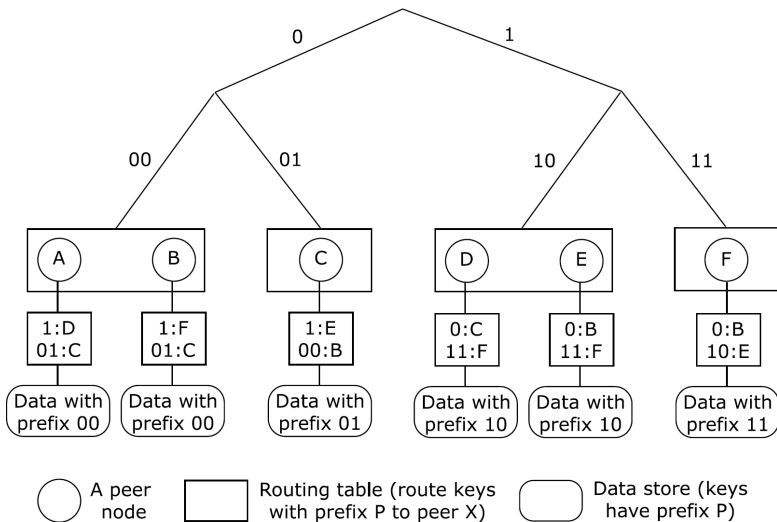 0
1
00
01
10
11
A
B
C
D
E
F
1:D
01:C
1:F
01:C
1:E
00:B
0:C
11:F
0:B
11:F
0:B
10:E
Data with
prefix 00
Data with
prefix 00
Data with
prefix 01
Data with
prefix 10
Data with
prefix 10
Data with
prefix 11
A peer
node
Routing table (route keys
with prefix P to peer X)
Data store (keys
have prefix P)